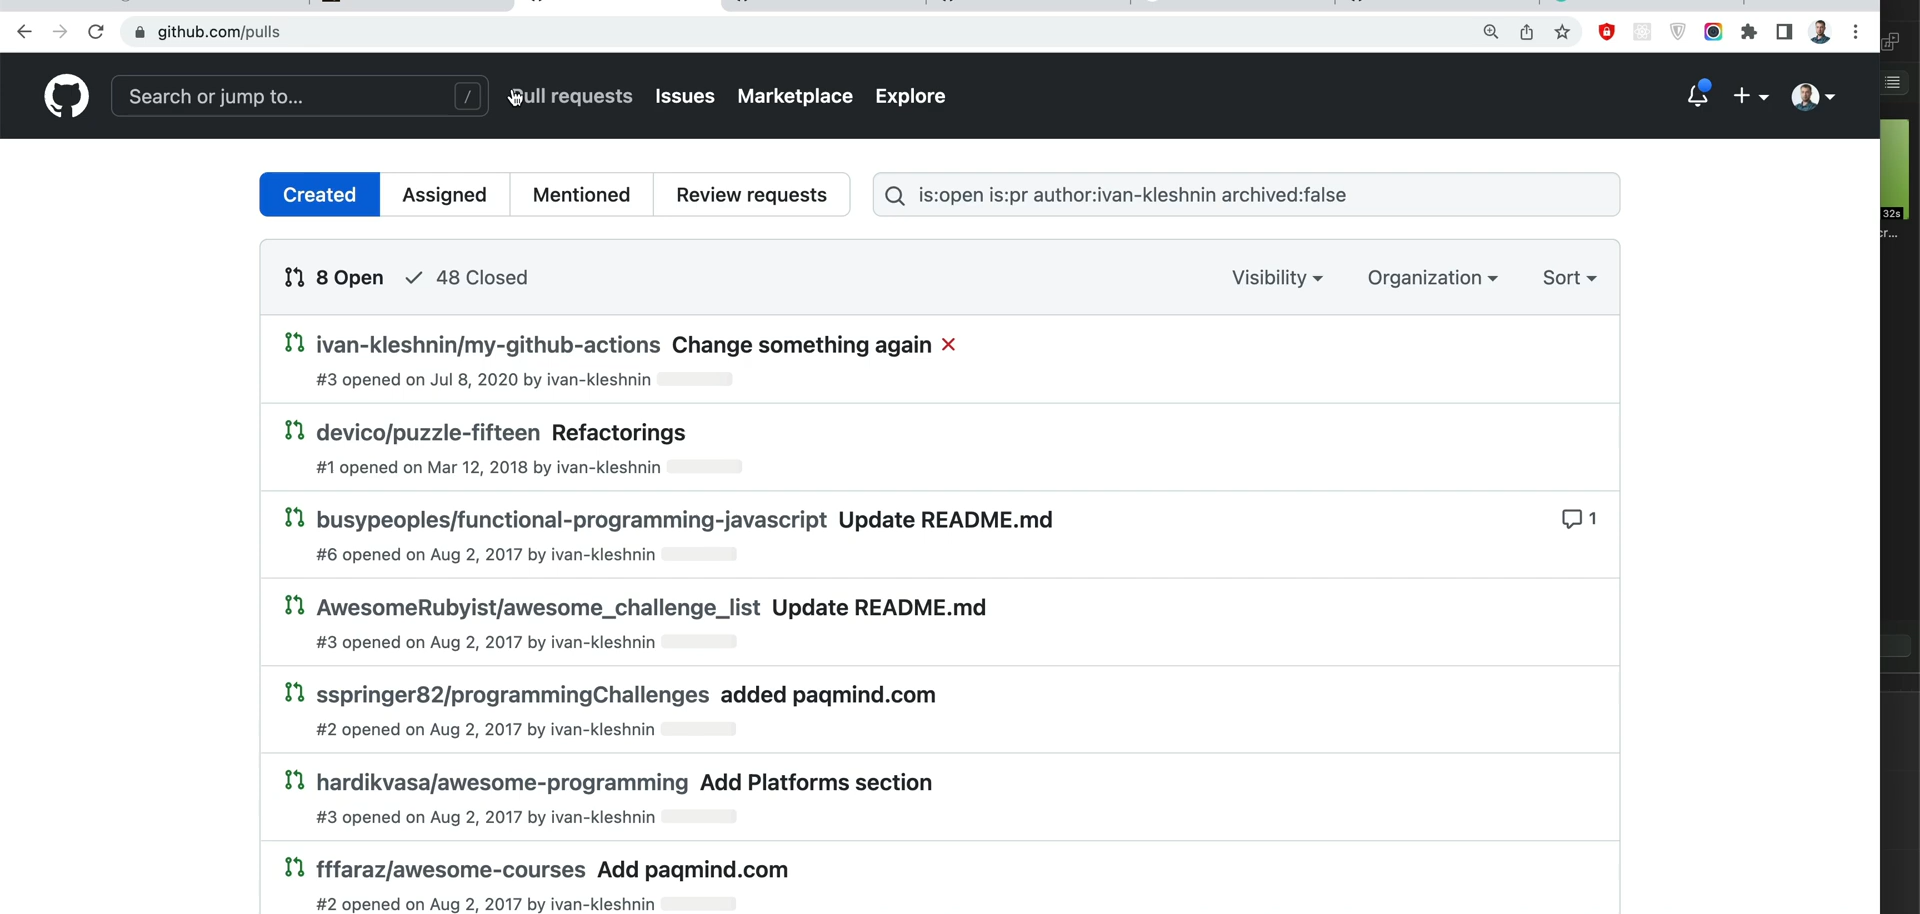 github.com/pulls
Search or jump to... /
Pull requests Issues Marketplace Explore
Created Assigned Mentioned Review requests
is:open is:pr author:ivan-kleshnin archived:false
8 Open 48 Closed
Visibility Organization Sort
ivan-kleshnin/my-github-actions Change something again
#3 opened on Jul 8, 2020 by ivan-kleshnin
devico/puzzle-fifteen Refactorings
#1 opened on Mar 12, 2018 by ivan-kleshnin
busypeoples/functional-programming-javascript Update README.md
1
#6 opened on Aug 2, 2017 by ivan-kleshnin
AwesomeRubyist/awesome_challenge_list Update README.md
#3 opened on Aug 2, 2017 by ivan-kleshnin
sspringer82/programmingChallenges added paqmind.com
#2 opened on Aug 2, 2017 by ivan-kleshnin
hardikvasa/awesome-programming Add Platforms section
#3 opened on Aug 2, 2017 by ivan-kleshnin
fffaraz/awesome-courses Add paqmind.com
#2 opened on Aug 2, 2017 by ivan-kleshnin
32s